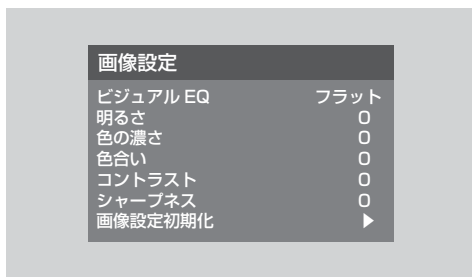 画像設定
ビジュアル EQ フラット
明るさ 0
色の濃さ 0
色合い 0
コントラスト 0
シャープネス 0
画像設定初期化 ▶